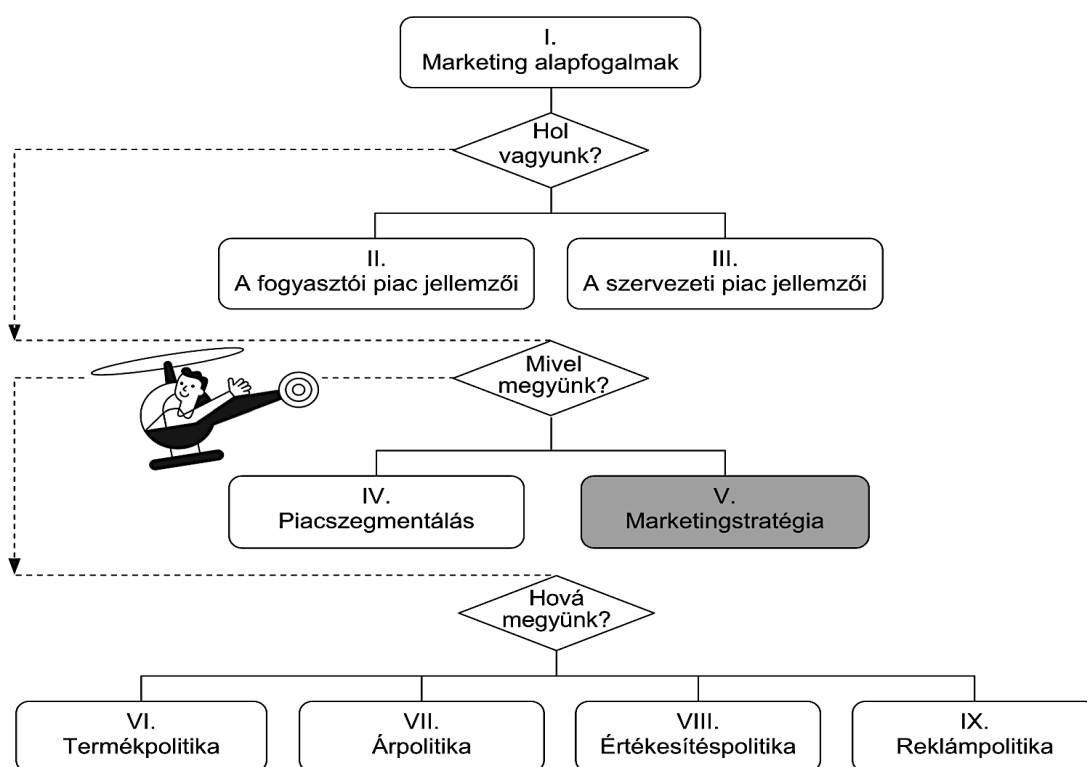 I.
Marketing alapfogalmak
Hol
vagyunk?
II.
A fogyasztói piac jellemzői
III.
A szervezeti piac jellemzői
Mivel
megyünk?
IV.
Piacszegmentálás
V.
Marketingstratégia
Hová
megyünk?
VI.
Termékpolitika
VII.
Árpolitika
VIII.
Értékesítéspolitika
IX.
Reklámpolitika